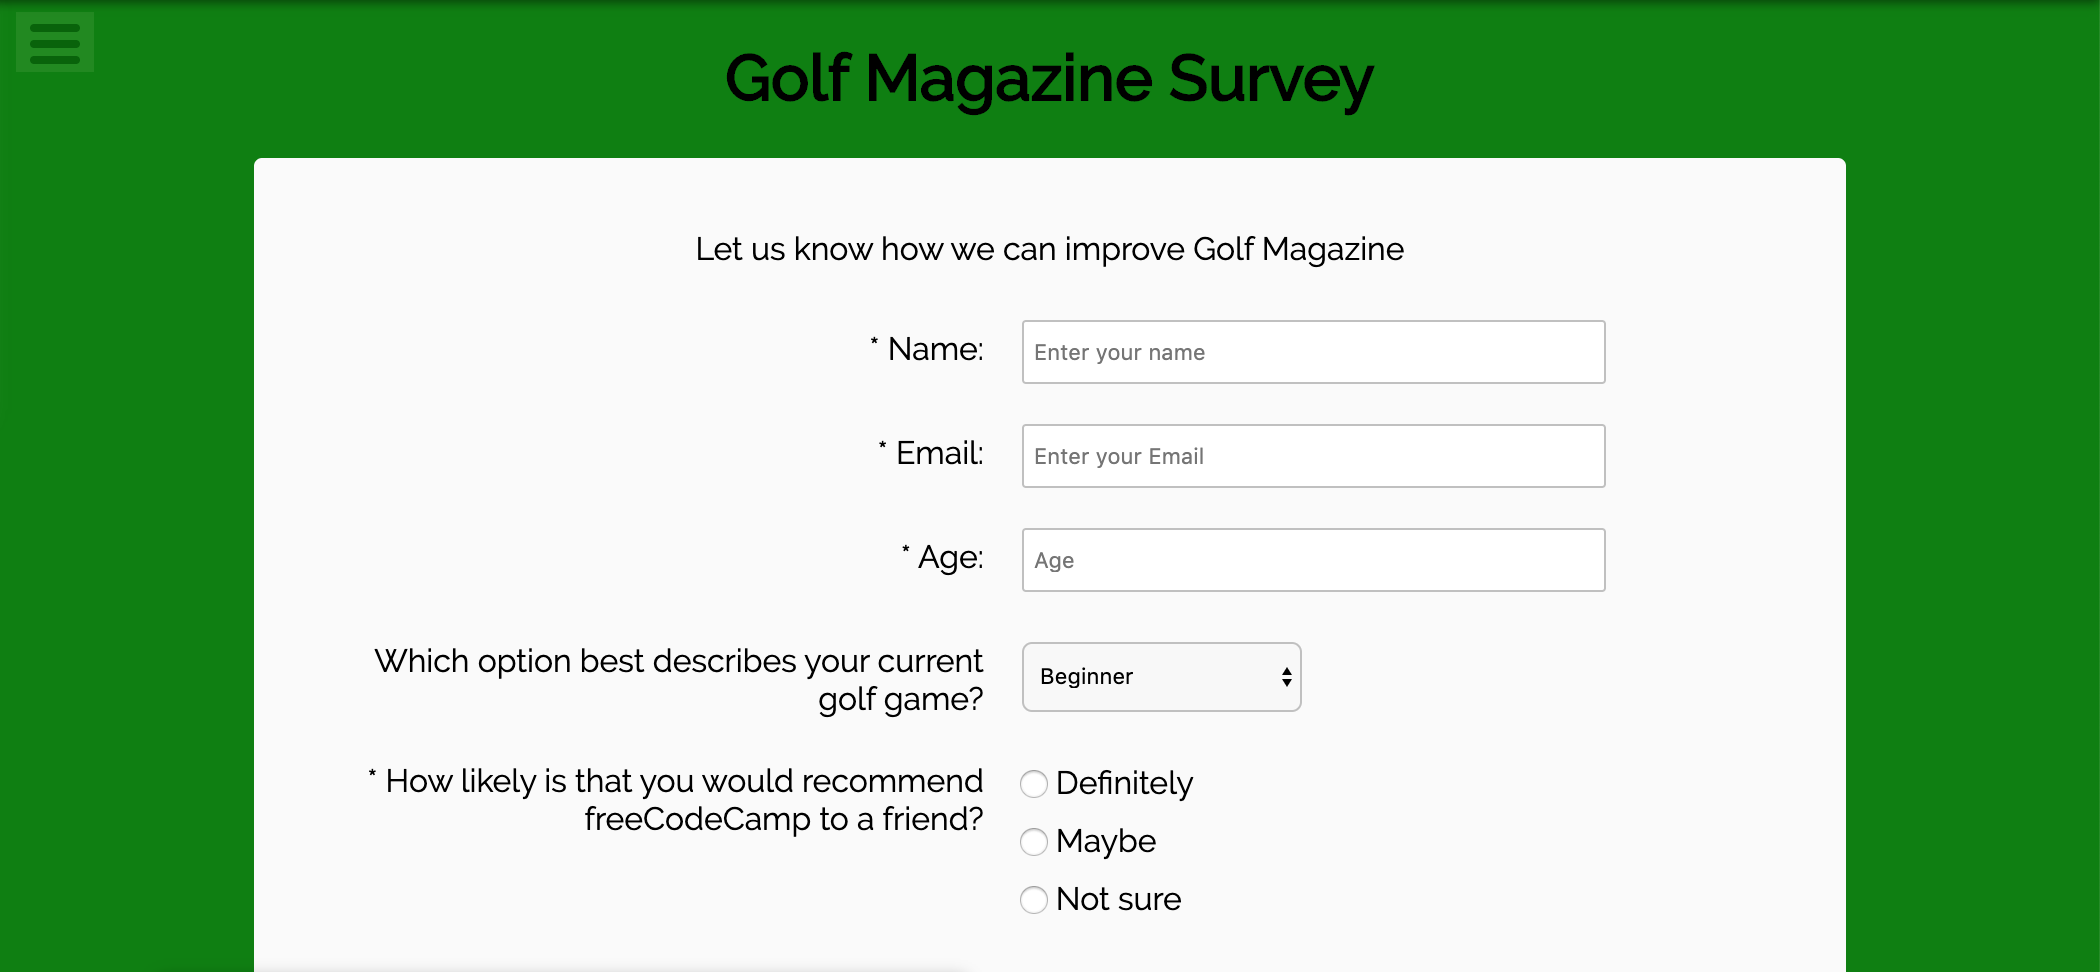 Golf Magazine Survey
Let us know how we can improve Golf Magazine
* Name:
Enter your name
* Email:
Enter your Email
* Age:
Age
Which option best describes your current
golf game?
Beginner
* How likely is that you would recommend
freeCodeCamp to a friend?
Definitely
Maybe
Not sure